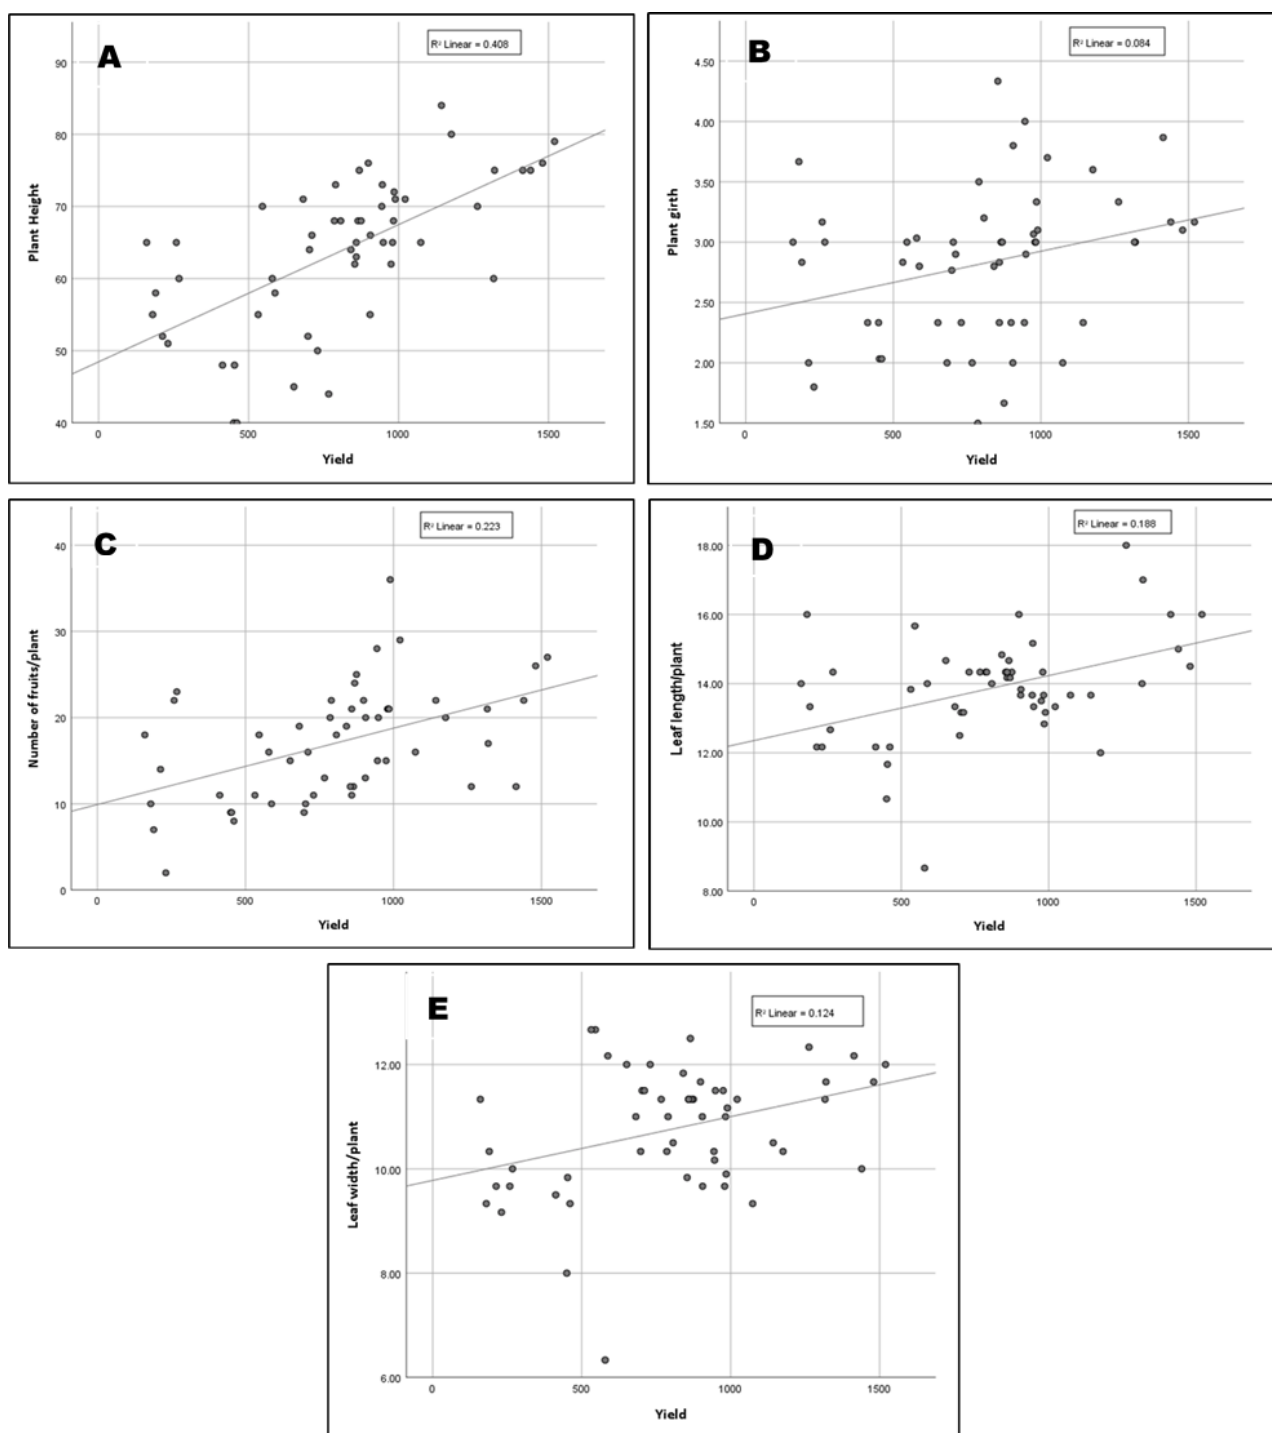 A
R² Linear = 0.408
90
80
70
60
50
40
Plant Height
0 500 1000 1500
Yield
B
R² Linear = 0.084
4.50
4.00
3.50
3.00
2.50
2.00
1.50
Plant girth
0 500 1000 1500
Yield
C
R² Linear = 0.223
40
30
20
10
0
Number of fruits/plant
0 500 1000 1500
Yield
D
R² Linear = 0.188
18.00
16.00
14.00
12.00
10.00
8.00
Leaf length/plant
0 500 1000 1500
Yield
E
R² Linear = 0.124
12.00
10.00
8.00
6.00
Leaf width/plant
0 500 1000 1500
Yield